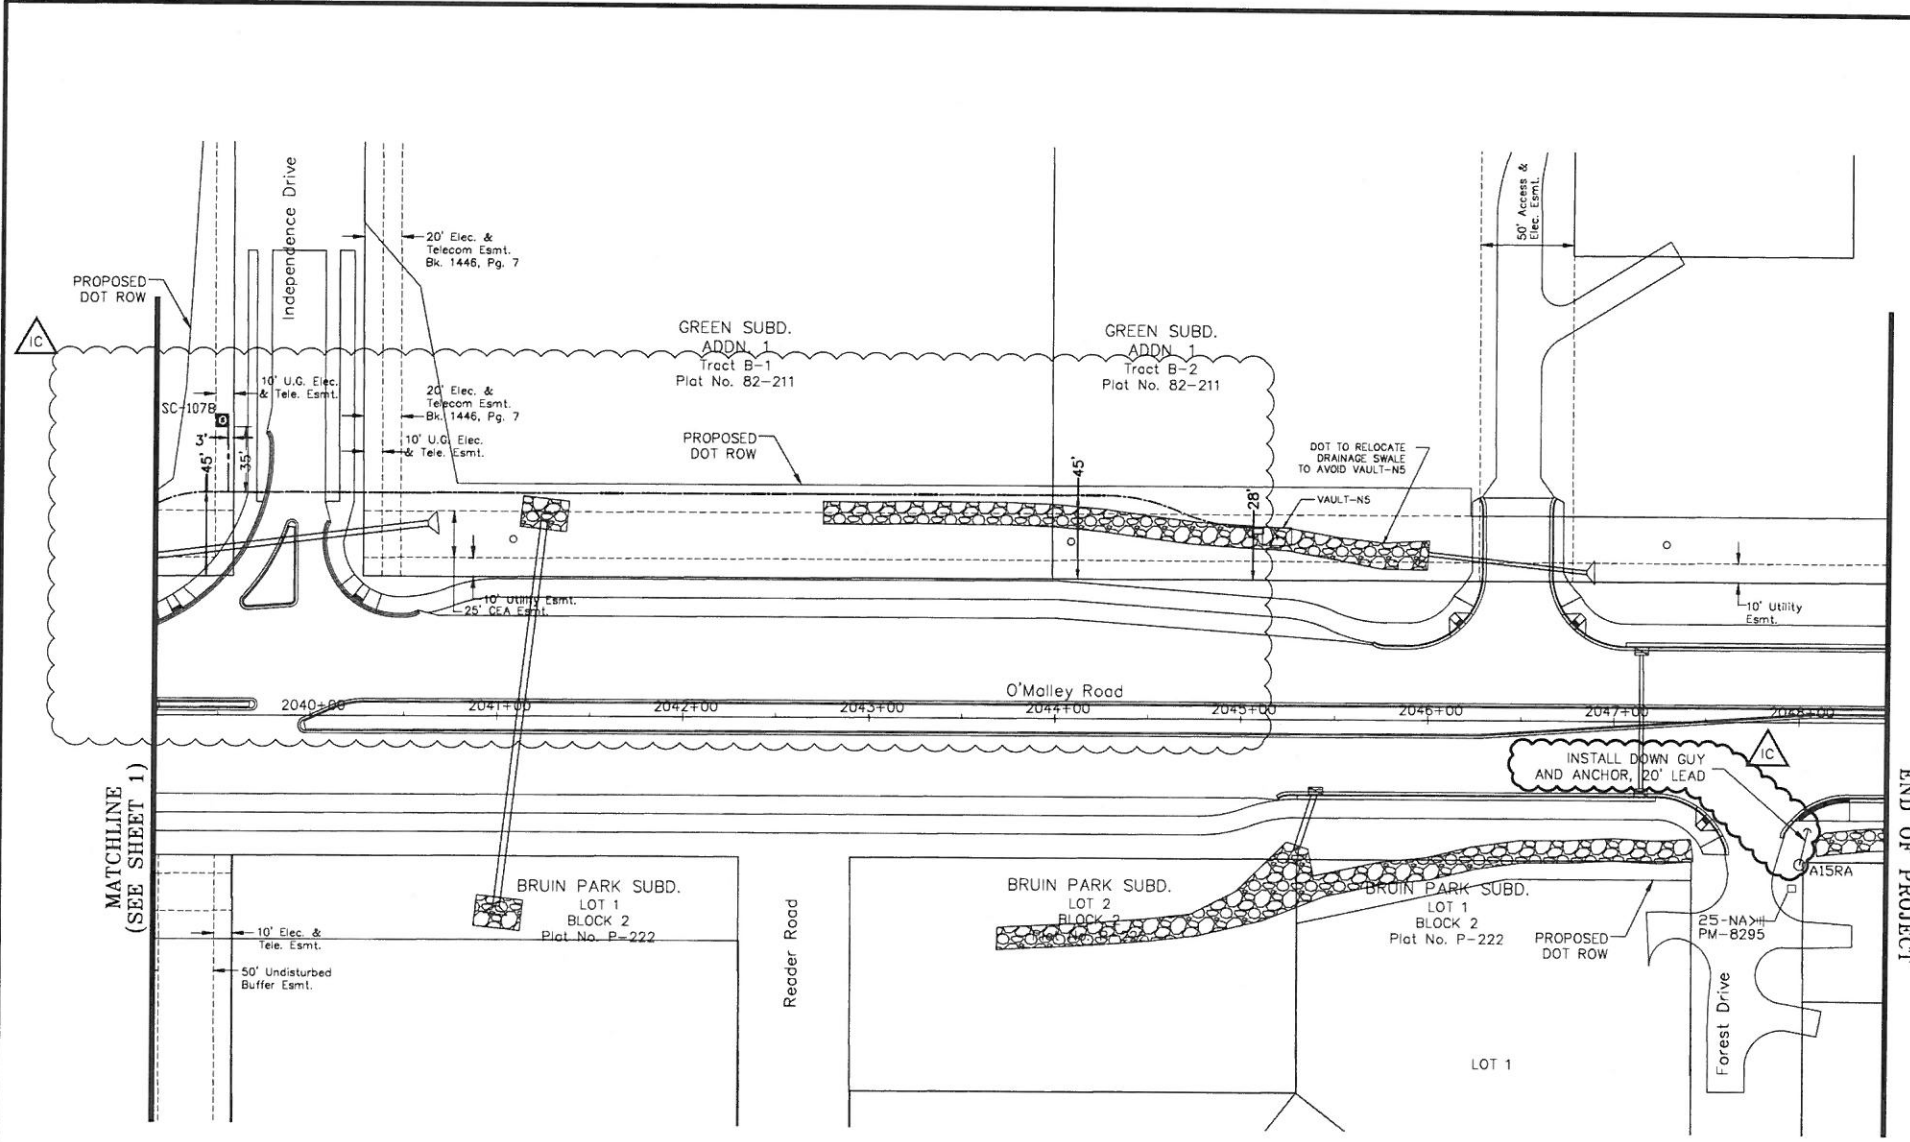 Independence Drive
20' Elec. &
Telecom Esmt.
Bk. 1446, Pg. 7
50' Access &
Elec. Esmt.
PROPOSED
DOT ROW
1C
GREEN SUBD.
ADDN. 1
Tract B-1
Plat No. 82-211
GREEN SUBD.
ADDN. 1
Tract B-2
Plat No. 82-211
10' U.G. Elec.
& Tele. Esmt.
SC-107B
20' Elec. &
Telecom Esmt.
Bk. 1446, Pg. 7
3'
45'
35'
10' U.G. Elec.
& Tele. Esmt.
PROPOSED
DOT ROW
45'
28'
DOT TO RELOCATE
DRAINAGE SWALE
TO AVOID VAULT-N5
VAULT-N5
10' Utility Esmt.
25' CEA Esmt.
10' Utility
Esmt.
O'Malley Road
2040+00
2041+00
2042+00
2043+00
2044+00
2045+00
2046+00
2047+00
2048+00
MATCHLINE
(SEE SHEET 1)
INSTALL DOWN GUY
AND ANCHOR, 20' LEAD
1C
A15RA
25-NA
PM-8295
END OF PROJECT
BRUIN PARK SUBD.
LOT 1
BLOCK 2
Plat No. P-222
BRUIN PARK SUBD.
LOT 2
BLOCK 2
BRUIN PARK SUBD.
LOT 1
BLOCK 2
Plat No. P-222
PROPOSED
DOT ROW
10' Elec. &
Tele. Esmt.
50' Undisturbed
Buffer Esmt.
Reader Road
Forest Drive
LOT 1